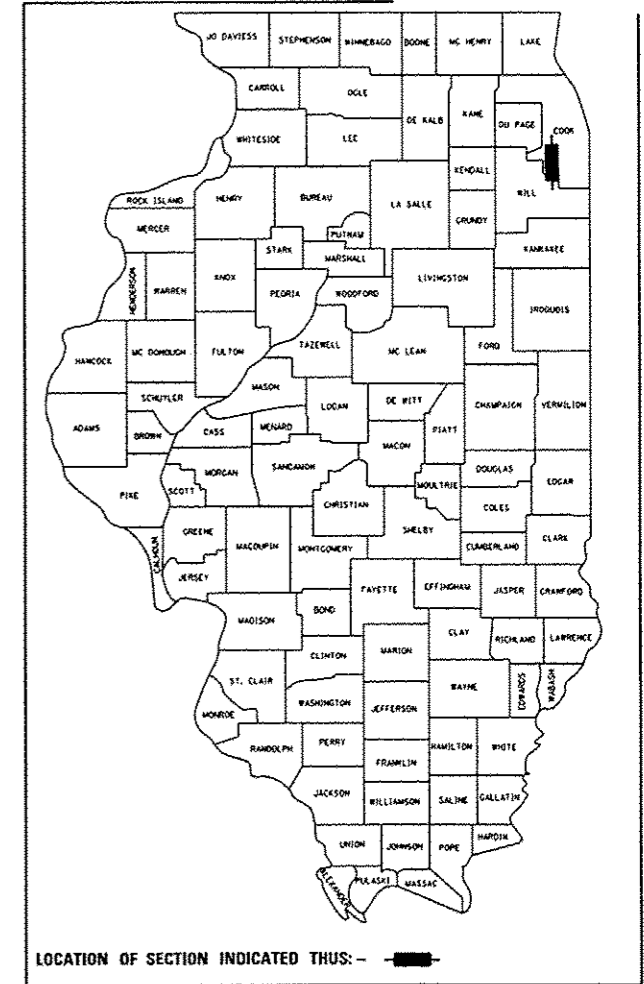 JO DAVIESS
STEPHENSON
WINNEBAGO
BOONE
MC HENRY
LAKE
CARROLL
OGLE
DE KALB
KANE
DU PAGE
COOK
WHITESIDE
LEE
KENDALL
WILL
ROCK ISLAND
HENRY
BUREAU
LA SALLE
GRUNDY
MERCER
PUTNAM
KANKAKEE
STARK
MARSHALL
HENDERSON
WARREN
KNOX
PEORIA
WOODFORD
LIVINGSTON
IROQUOIS
HANCOCK
MC DONOUGH
FULTON
TAZEWELL
MC LEAN
FORD
MASON
SCHUYLER
LOGAN
DE WITT
CHAMPAIGN
VERMILION
ADAMS
BROWN
CASS
MENARD
PIATT
MACON
MORGAN
SANGAMON
DOUGLAS
EDGAR
PIKE
SCOTT
MOULTRIE
CHRISTIAN
COLES
SHELBY
GREENE
MACOUPIN
MONTGOMERY
CUMBERLAND
CLARK
CALHOUN
JERSEY
FAYETTE
EFFINGHAM
JASPER
CRAWFORD
MADISON
BOND
CLAY
RICHLAND
LAWRENCE
CLINTON
MARION
ST. CLAIR
WAYNE
EDWARDS
WABASH
WASHINGTON
JEFFERSON
MONROE
RANDOLPH
PERRY
HAMILTON
WHITE
FRANKLIN
JACKSON
WILLIAMSON
SALINE
GALLATIN
UNION
JOHNSON
POPE
HARDIN
ALEXANDER
PULASKI
MASSAC
LOCATION OF SECTION INDICATED THUS: -